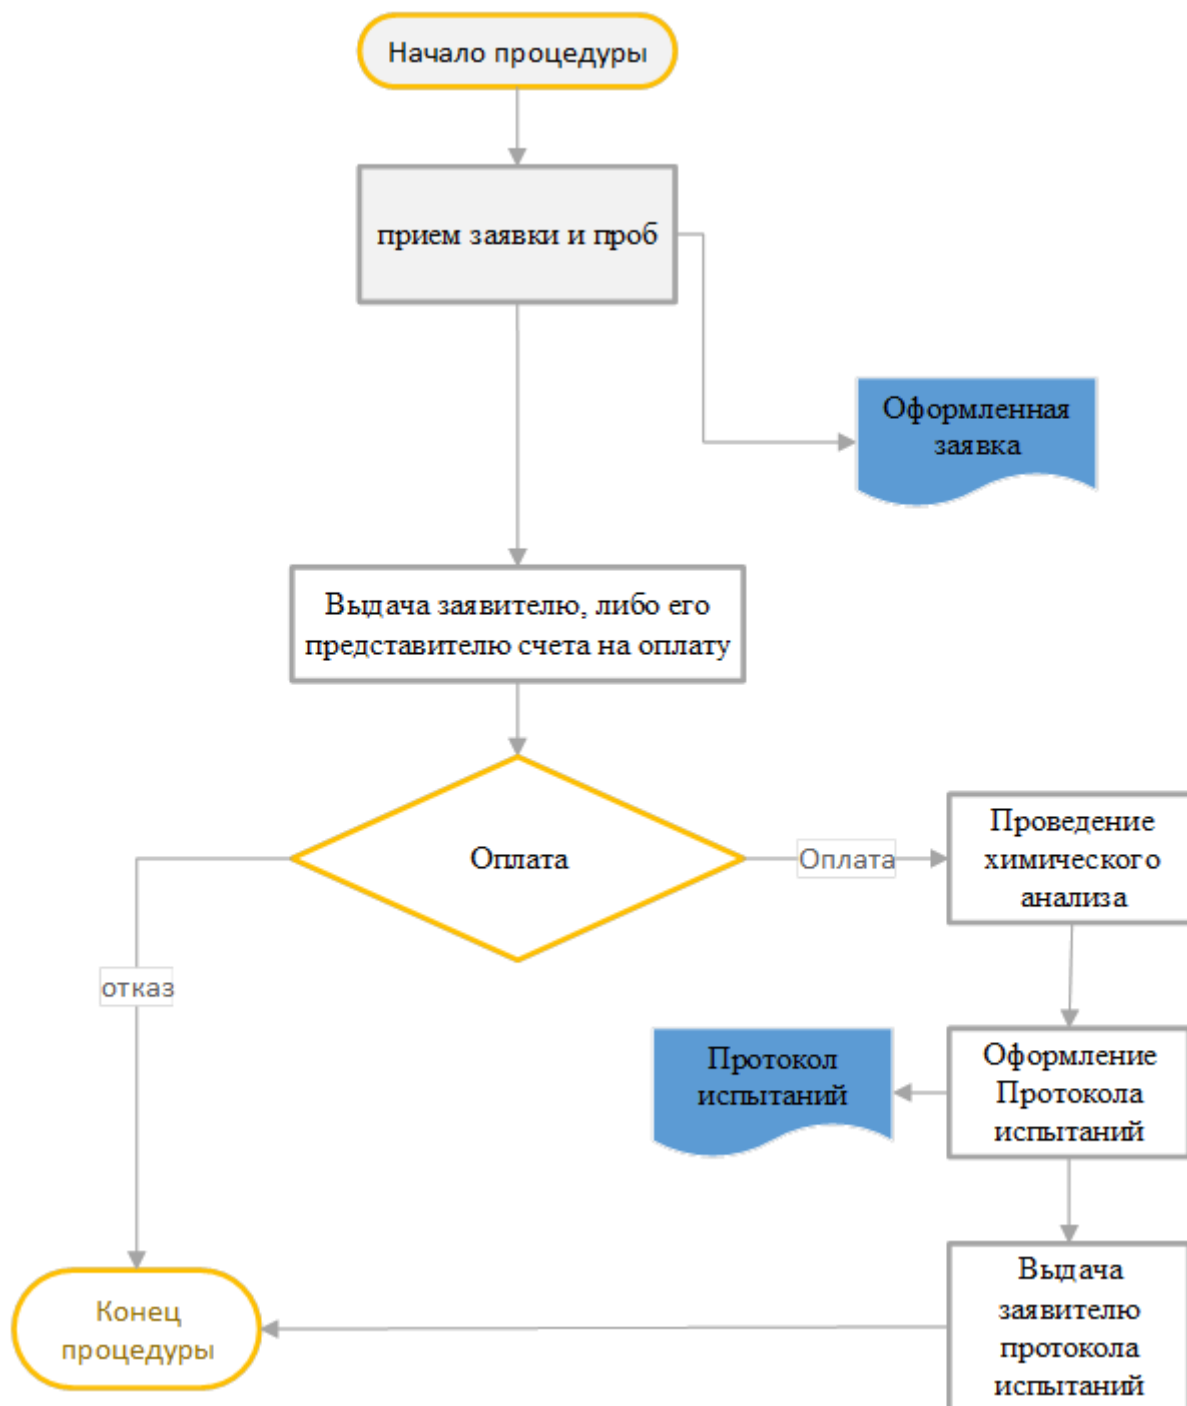 Начало процедуры
прием заявки и проб
Оформленная
заявка
Выдача заявителю, либо его
представителю счета на оплату
Оплата
Оплата
Проведение
химического
анализа
отказ
Протокол
испытаний
Оформление
Протокола
испытаний
Выдача
заявителю
протокола
испытаний
Конец
процедуры